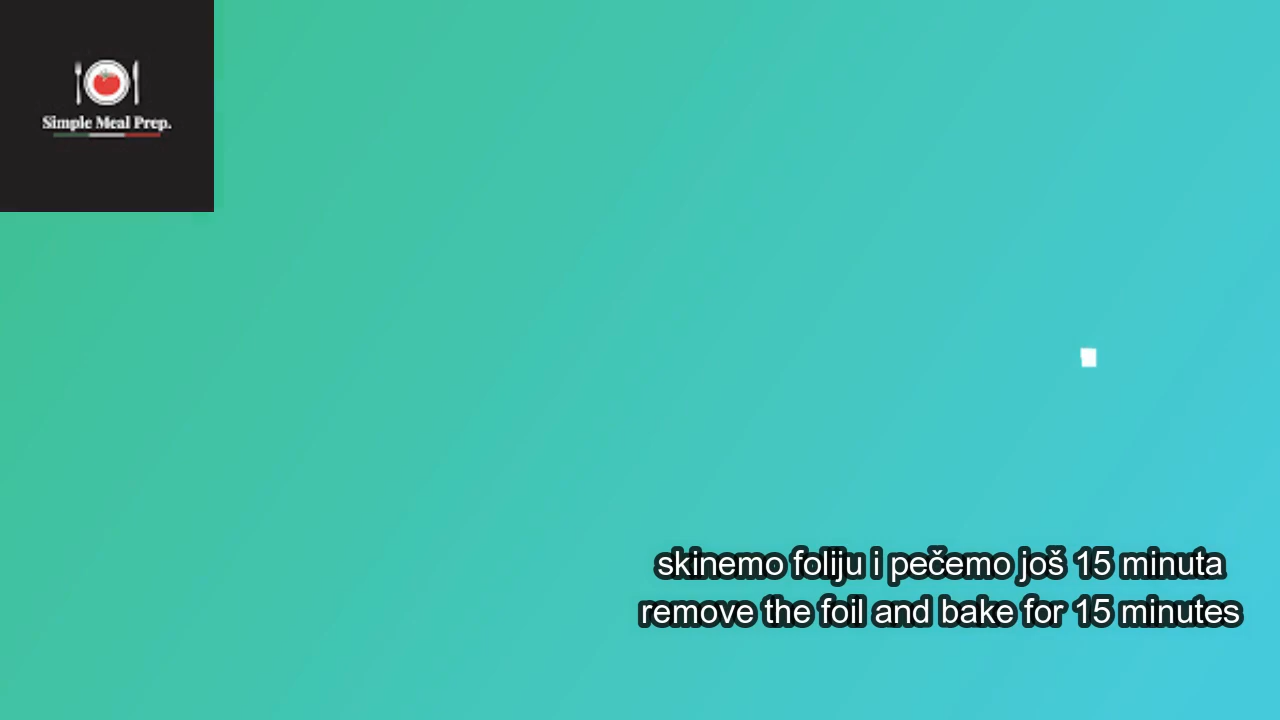 Simple Meal Prep.
skinemo foliju i pečemo još 15 minuta
remove the foil and bake for 15 minutes